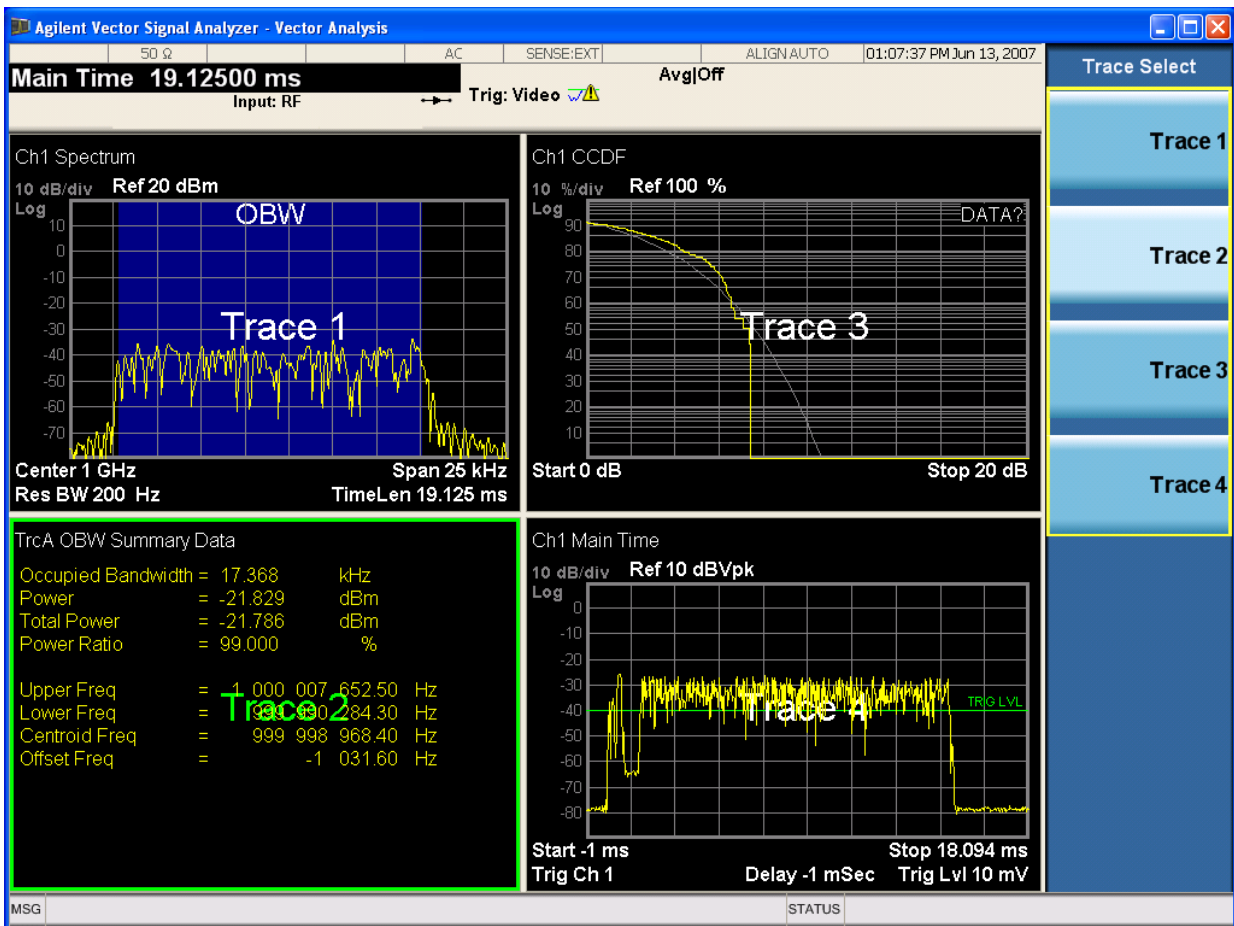 Agilent Vector Signal Analyzer - Vector Analysis
50 Ω AC SENSE:EXT ALIGN AUTO 01:07:37 PM Jun 13, 2007
Main Time 19.12500 ms
Avg|Off
Input: RF
Trig: Video
Trace Select
Trace 1
Trace 2
Trace 3
Trace 4
Ch1 Spectrum
10 dB/div Ref 20 dBm
Log
OBW
10
0
-10
-20
-30
-40
-50
-60
-70
Trace 1
Center 1 GHz Span 25 kHz
Res BW 200 Hz TimeLen 19.125 ms
Ch1 CCDF
10 %/div Ref 100 %
Log
DATA?
90
80
70
60
50
40
30
20
10
Trace 3
Start 0 dB Stop 20 dB
TrcA OBW Summary Data
Occupied Bandwidth = 17.368 kHz
Power = -21.829 dBm
Total Power = -21.786 dBm
Power Ratio = 99.000 %
Upper Freq = 1 000 007 652.50 Hz
Lower Freq = 999 990 284.30 Hz
Centroid Freq = 999 998 968.40 Hz
Offset Freq = -1 031.60 Hz
Trace 2
Ch1 Main Time
10 dB/div Ref 10 dBVpk
Log
0
-10
-20
-30
-40
-50
-60
-70
-80
TRIG LVL
Trace 4
Start -1 ms Stop 18.094 ms
Trig Ch 1 Delay -1 mSec Trig Lvl 10 mV
MSG STATUS